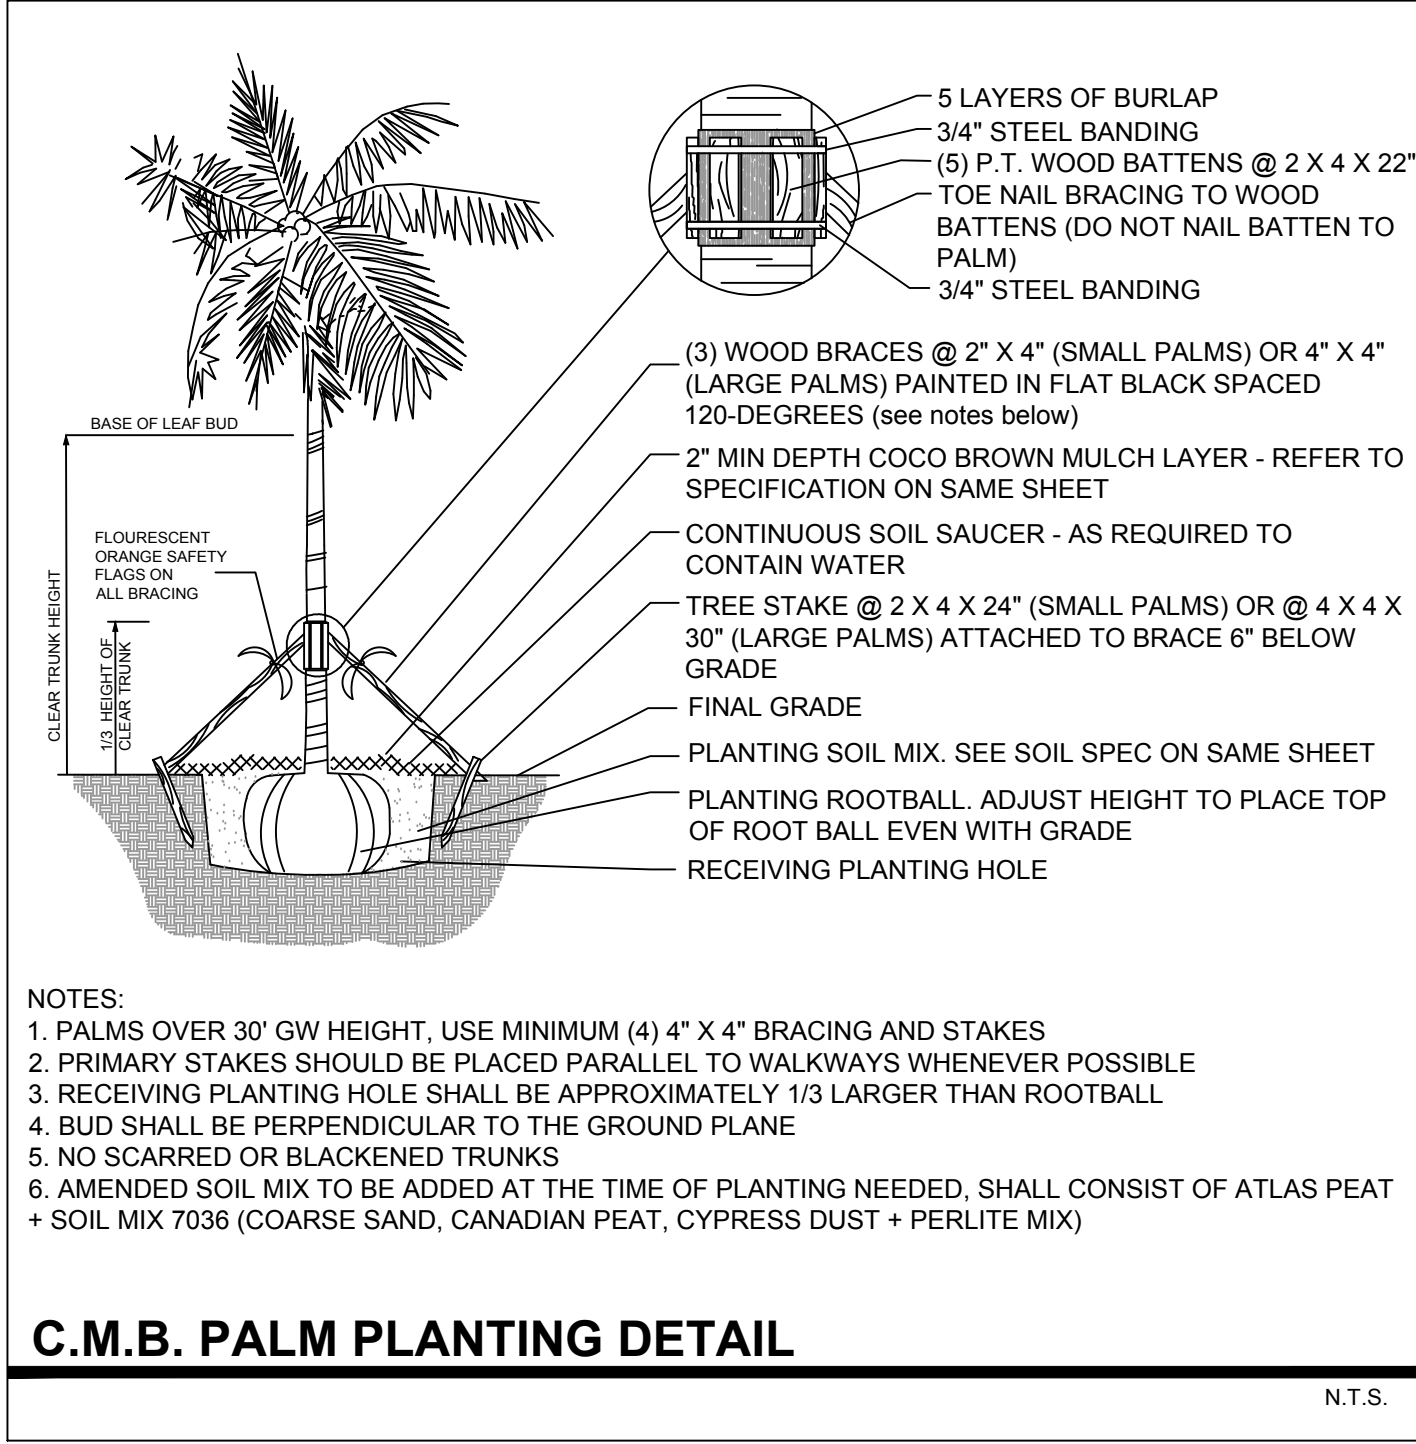 5 LAYERS OF BURLAP
3/4" STEEL BANDING
(5) P.T. WOOD BATTENS @ 2 X 4 X 22"
TOE NAIL BRACING TO WOOD
BATTENS (DO NOT NAIL BATTEN TO
PALM)
3/4" STEEL BANDING
(3) WOOD BRACES @ 2" X 4" (SMALL PALMS) OR 4" X 4"
(LARGE PALMS) PAINTED IN FLAT BLACK SPACED
120-DEGREES (see notes below)
2" MIN DEPTH COCO BROWN MULCH LAYER - REFER TO
SPECIFICATION ON SAME SHEET
CONTINUOUS SOIL SAUCER - AS REQUIRED TO
CONTAIN WATER
TREE STAKE @ 2 X 4 X 24" (SMALL PALMS) OR @ 4 X 4 X
30" (LARGE PALMS) ATTACHED TO BRACE 6" BELOW
GRADE
FINAL GRADE
PLANTING SOIL MIX. SEE SOIL SPEC ON SAME SHEET
PLANTING ROOTBALL. ADJUST HEIGHT TO PLACE TOP
OF ROOT BALL EVEN WITH GRADE
RECEIVING PLANTING HOLE
BASE OF LEAF BUD
FLOURESCENT
ORANGE SAFETY
FLAGS ON
ALL BRACING
CLEAR TRUNK HEIGHT
1/3 HEIGHT OF
CLEAR TRUNK
NOTES:
1. PALMS OVER 30' GW HEIGHT, USE MINIMUM (4) 4" X 4" BRACING AND STAKES
2. PRIMARY STAKES SHOULD BE PLACED PARALLEL TO WALKWAYS WHENEVER POSSIBLE
3. RECEIVING PLANTING HOLE SHALL BE APPROXIMATELY 1/3 LARGER THAN ROOTBALL
4. BUD SHALL BE PERPENDICULAR TO THE GROUND PLANE
5. NO SCARRED OR BLACKENED TRUNKS
6. AMENDED SOIL MIX TO BE ADDED AT THE TIME OF PLANTING NEEDED, SHALL CONSIST OF ATLAS PEAT
+ SOIL MIX 7036 (COARSE SAND, CANADIAN PEAT, CYPRESS DUST + PERLITE MIX)
C.M.B. PALM PLANTING DETAIL
N.T.S.